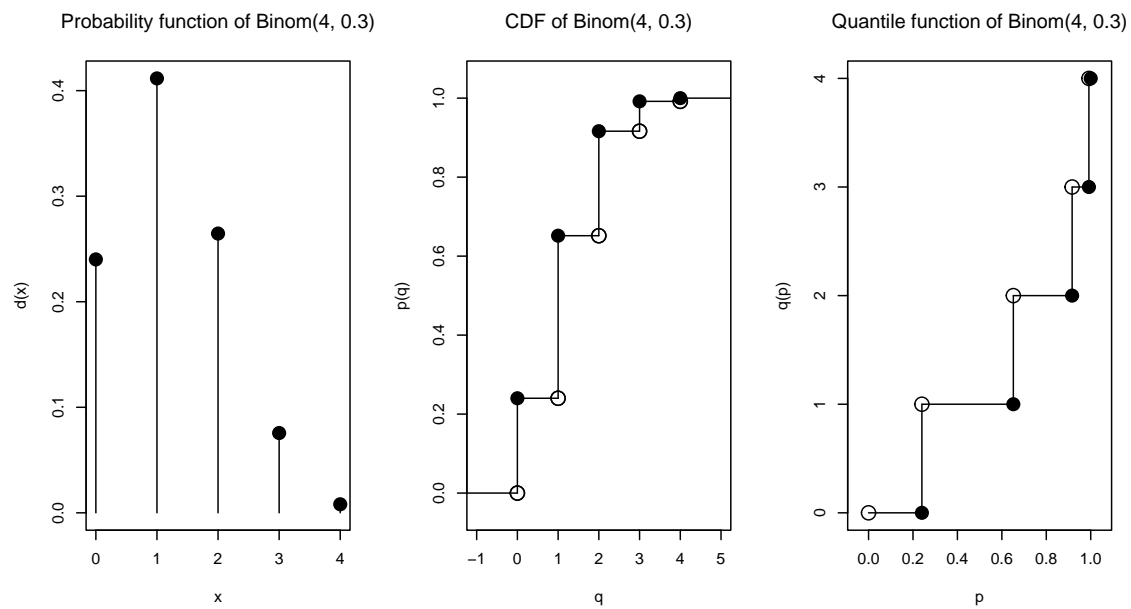 Probability function of Binom(4, 0.3)
0.4
0.3
0.2
0.1
0.0
d(x)
0 1 2 3 4
x
CDF of Binom(4, 0.3)
1.0
0.8
0.6
0.4
0.2
0.0
p(q)
−1 0 1 2 3 4 5
q
Quantile function of Binom(4, 0.3)
4
3
2
1
0
q(p)
0.0 0.2 0.4 0.6 0.8 1.0
p